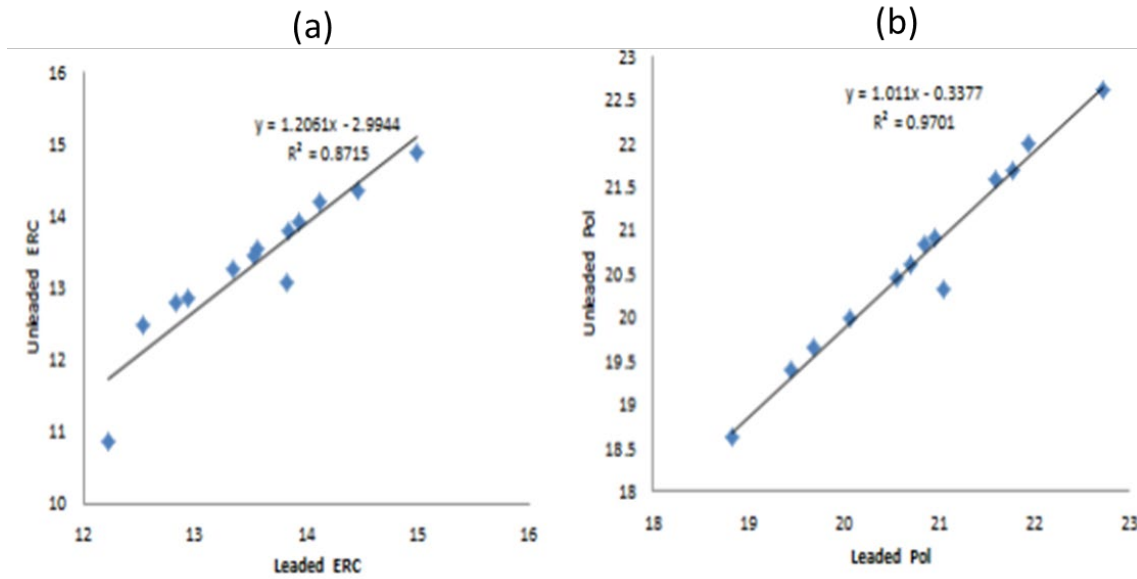 (a)
16
15
14
13
12
11
10
12 13 14 15 16
Unleaded ERC
Leaded ERC
y = 1.2061x - 2.9944
R² = 0.8715
(b)
23
22.5
22
21.5
21
20.5
20
19.5
19
18.5
18
18 19 20 21 22 23
Unleaded Pol
Leaded Pol
y = 1.011x - 0.3377
R² = 0.9701